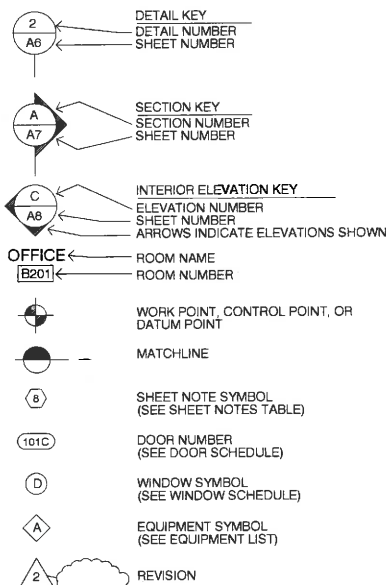 DETAIL KEY
2
DETAIL NUMBER
A6
SHEET NUMBER
SECTION KEY
A
SECTION NUMBER
A7
SHEET NUMBER
INTERIOR ELEVATION KEY
C
ELEVATION NUMBER
A8
SHEET NUMBER
ARROWS INDICATE ELEVATIONS SHOWN
OFFICE
ROOM NAME
B201
ROOM NUMBER
WORK POINT, CONTROL POINT, OR
DATUM POINT
MATCHLINE
8
SHEET NOTE SYMBOL
(SEE SHEET NOTES TABLE)
101C
DOOR NUMBER
(SEE DOOR SCHEDULE)
D
WINDOW SYMBOL
(SEE WINDOW SCHEDULE)
A
EQUIPMENT SYMBOL
(SEE EQUIPMENT LIST)
2
REVISION